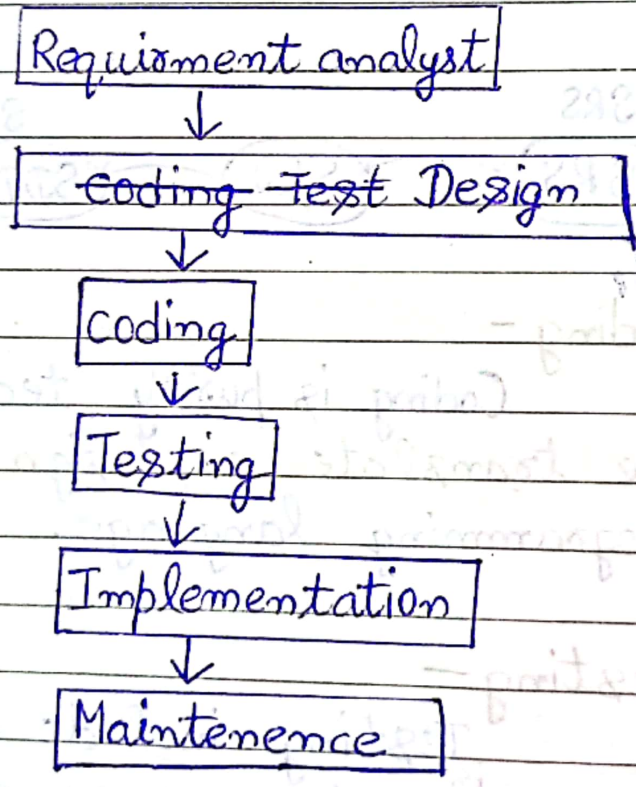 Requirment analyst
Coding Test Design
coding
Testing
Implementation
Maintenence